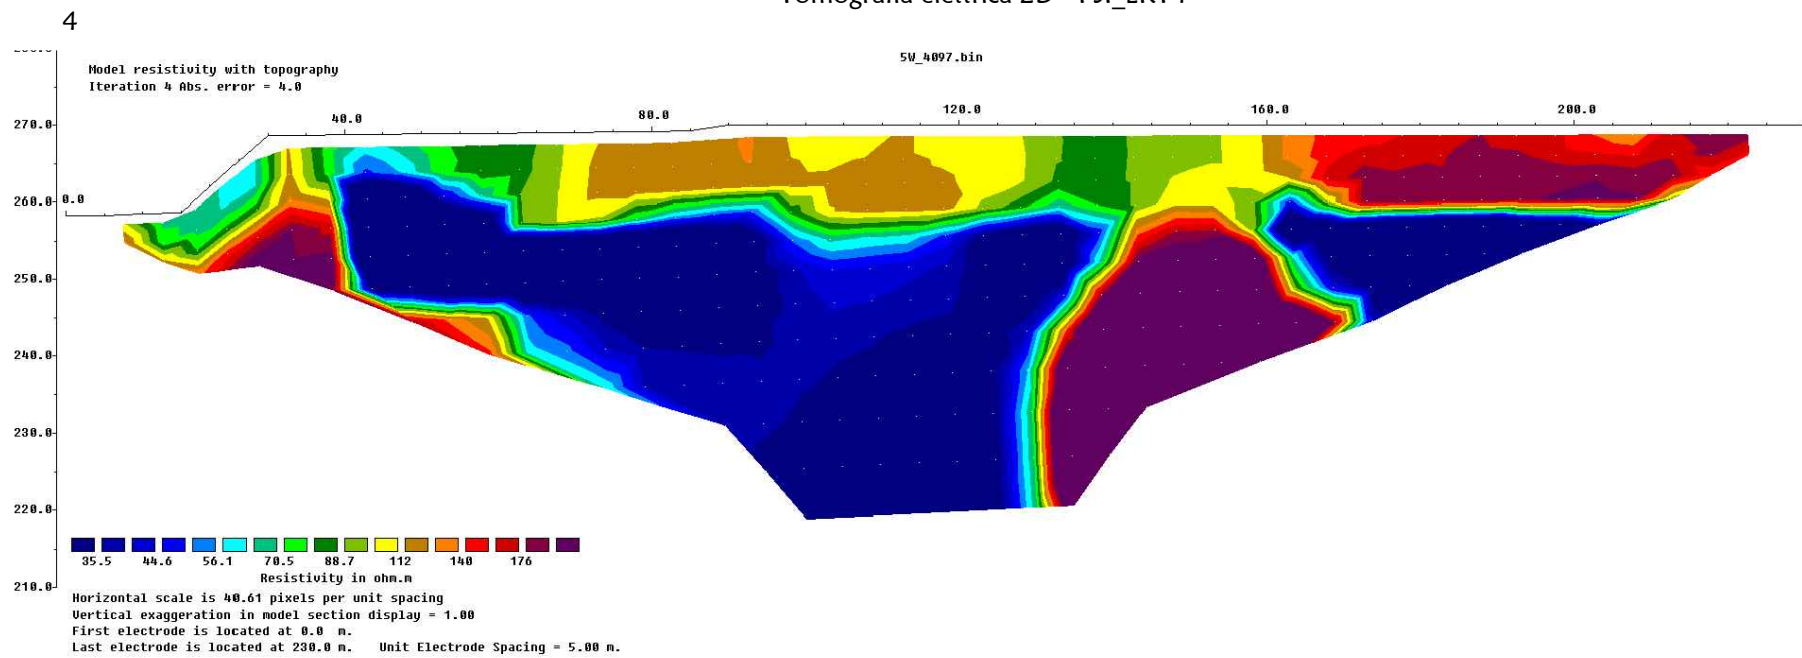 Tomografia elettrica 2D
4
5W_4097.bin
Model resistivity with topography
Iteration 4 Abs. error = 4.0
40.0
80.0
120.0
160.0
200.0
270.0
260.0
0.0
250.0
240.0
230.0
220.0
210.0
35.5 44.6 56.1 70.5 88.7 112 140 176
Resistivity in ohm.m
Horizontal scale is 40.61 pixels per unit spacing
Vertical exaggeration in model section display = 1.00
First electrode is located at 0.0 m.
Last electrode is located at 230.0 m. Unit Electrode Spacing = 5.00 m.